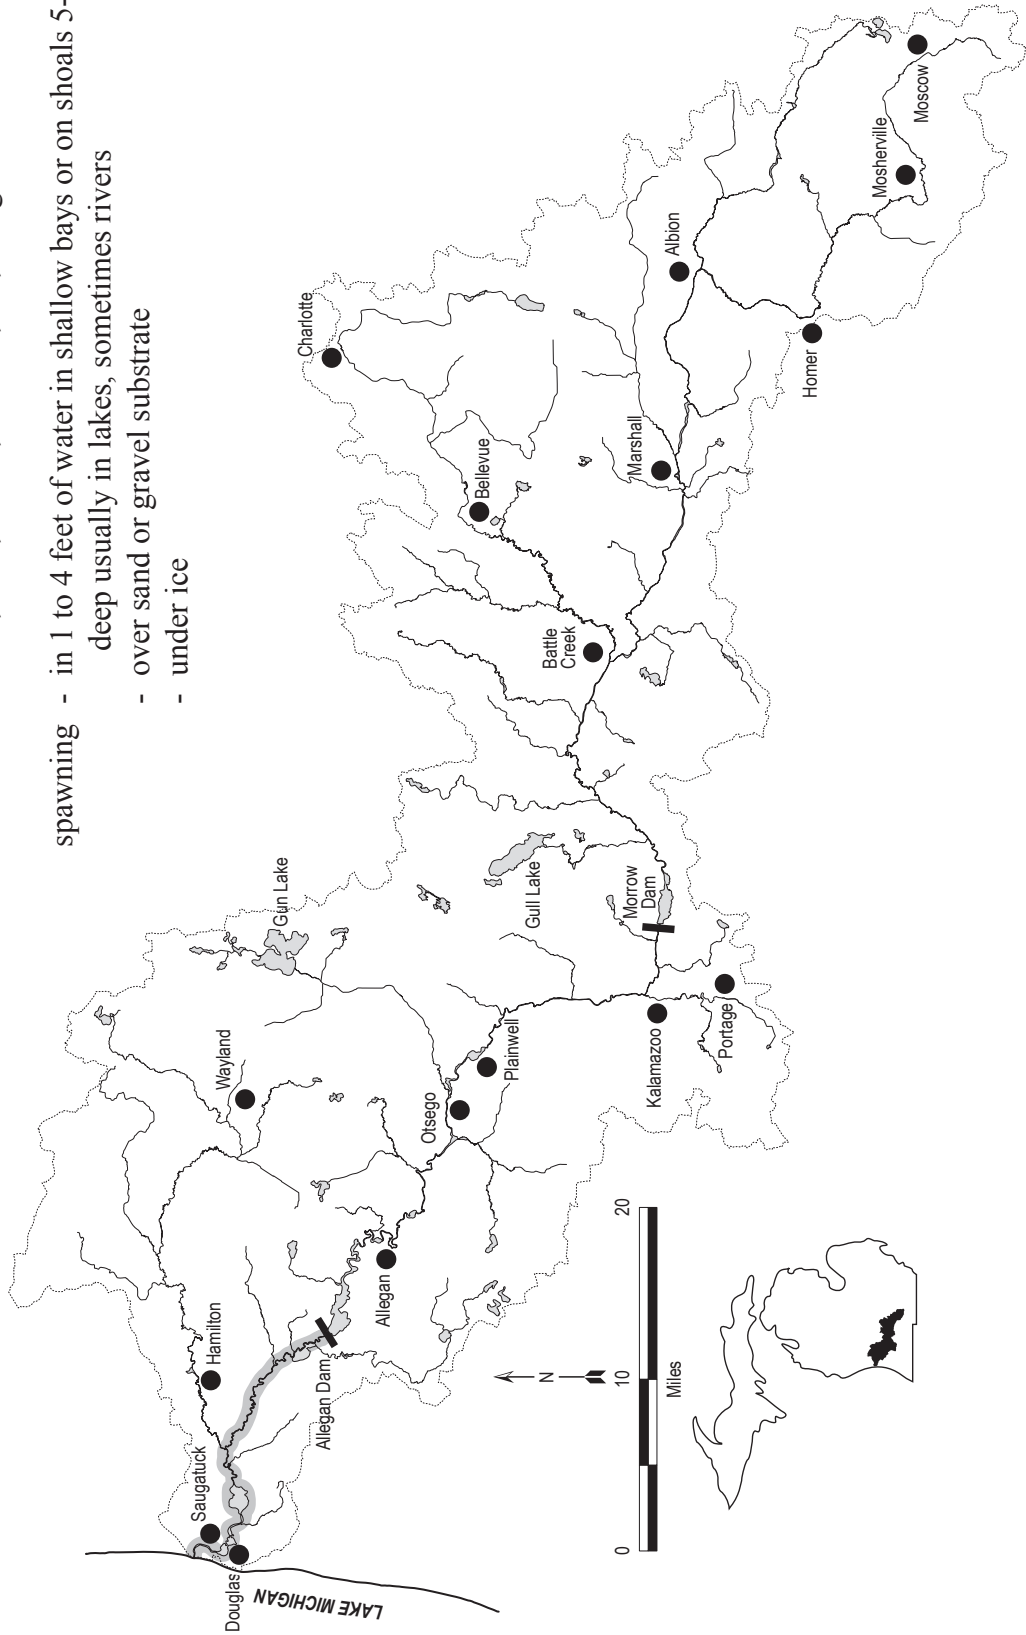 spawning - in 1 to 4 feet of water in shallow bays or on shoals 5-
deep usually in lakes, sometimes rivers
- over sand or gravel substrate
- under ice
Charlotte
Bellevue
Battle
Creek
Marshall
Albion
Homer
Mosherville
Moscow
Gun Lake
Gull Lake
Morrow
Dam
Wayland
Otsego
Plainwell
Kalamazoo
Portage
Hamilton
Allegan
Allegan Dam
Saugatuck
Douglas
LAKE MICHIGAN
N
0 10 20
Miles